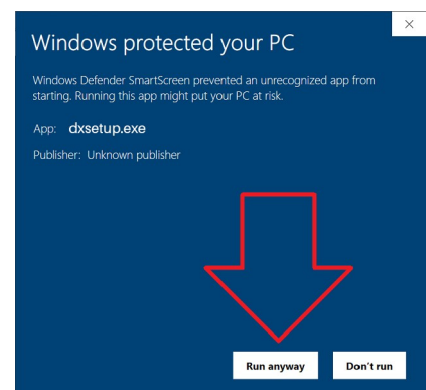 Windows protected your PC
Windows Defender SmartScreen prevented an unrecognized app from
starting. Running this app might put your PC at risk.
App: dxsetup.exe
Publisher: Unknown publisher
Run anyway Don't run